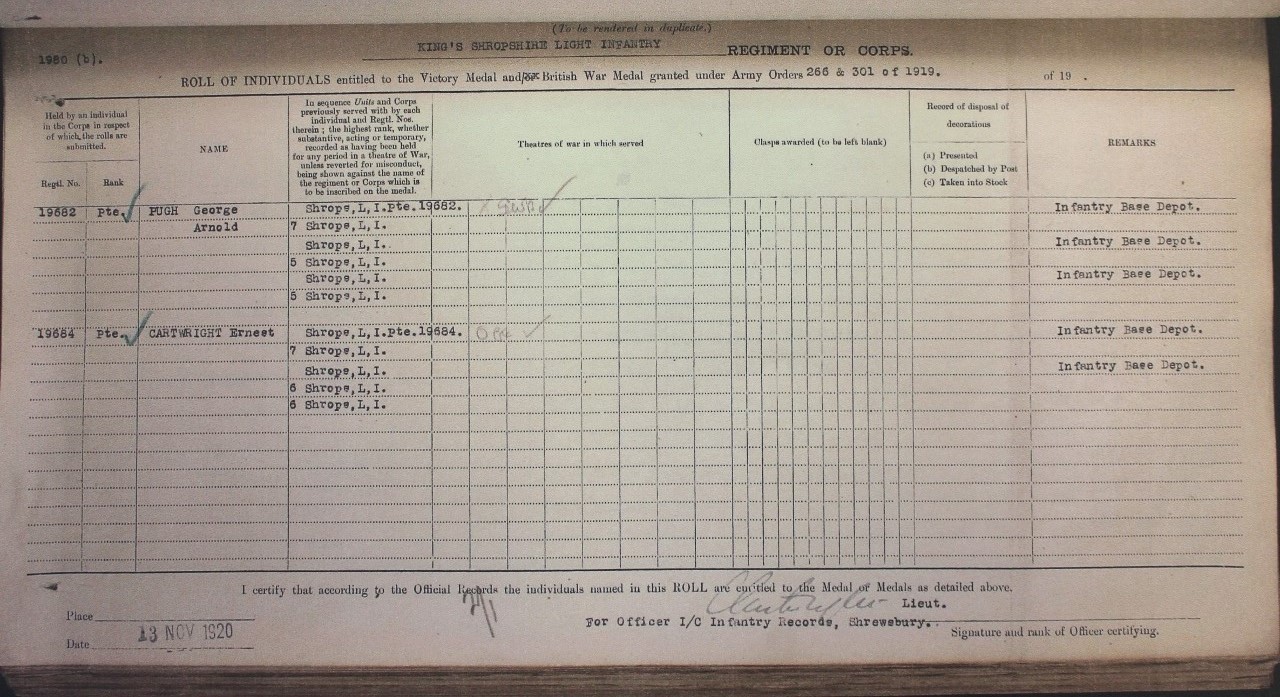 (To be rendered in duplicate.)
KING'S SHROPSHIRE LIGHT INFANTRY REGIMENT OR CORPS.
1980 (b).
ROLL OF INDIVIDUALS entitled to the Victory Medal and/or British War Medal granted under Army Orders 266 & 301 of 1919. of 19 .
Held by an individual
in the Corps in respect
of which the rolls are
submitted.
Regtl. No.
Rank
NAME
In sequence Units and Corps
previously served with by each
individual and Regtl. Nos.
therein; the highest rank, whether
substantive, acting or temporary,
recorded as having been held
for any period in a theatre of War,
unless reverted for misconduct,
being shown against the name of
the regiment or Corps which is
to be inscribed on the medal.
Theatres of war in which served
Clasps awarded (to be left blank)
Record of disposal of
decorations
(a) Presented
(b) Despatched by Post
(c) Taken into Stock
REMARKS
19682 Pte. PUGH George Shrops,L,I.Pte.19682. Infantry Base Depot.
Arnold 7 Shrops,L,I.
Shrops,L,I. Infantry Base Depot.
5 Shrops,L,I.
Shrops,L,I. Infantry Base Depot.
5 Shrops,L,I.
19684 Pte. CARTWRIGHT Ernest Shrops,L,I.Pte.19684. Infantry Base Depot.
7 Shrops,L,I.
Shrops,L,I. Infantry Base Depot.
6 Shrops,L,I.
6 Shrops,L,I.
I certify that according to the Official Records the individuals named in this ROLL are entitled to the Medal or Medals as detailed above.
Lieut.
Place
For Officer I/C Infantry Records, Shrewsbury.
Signature and rank of Officer certifying.
Date 13 NOV 1920